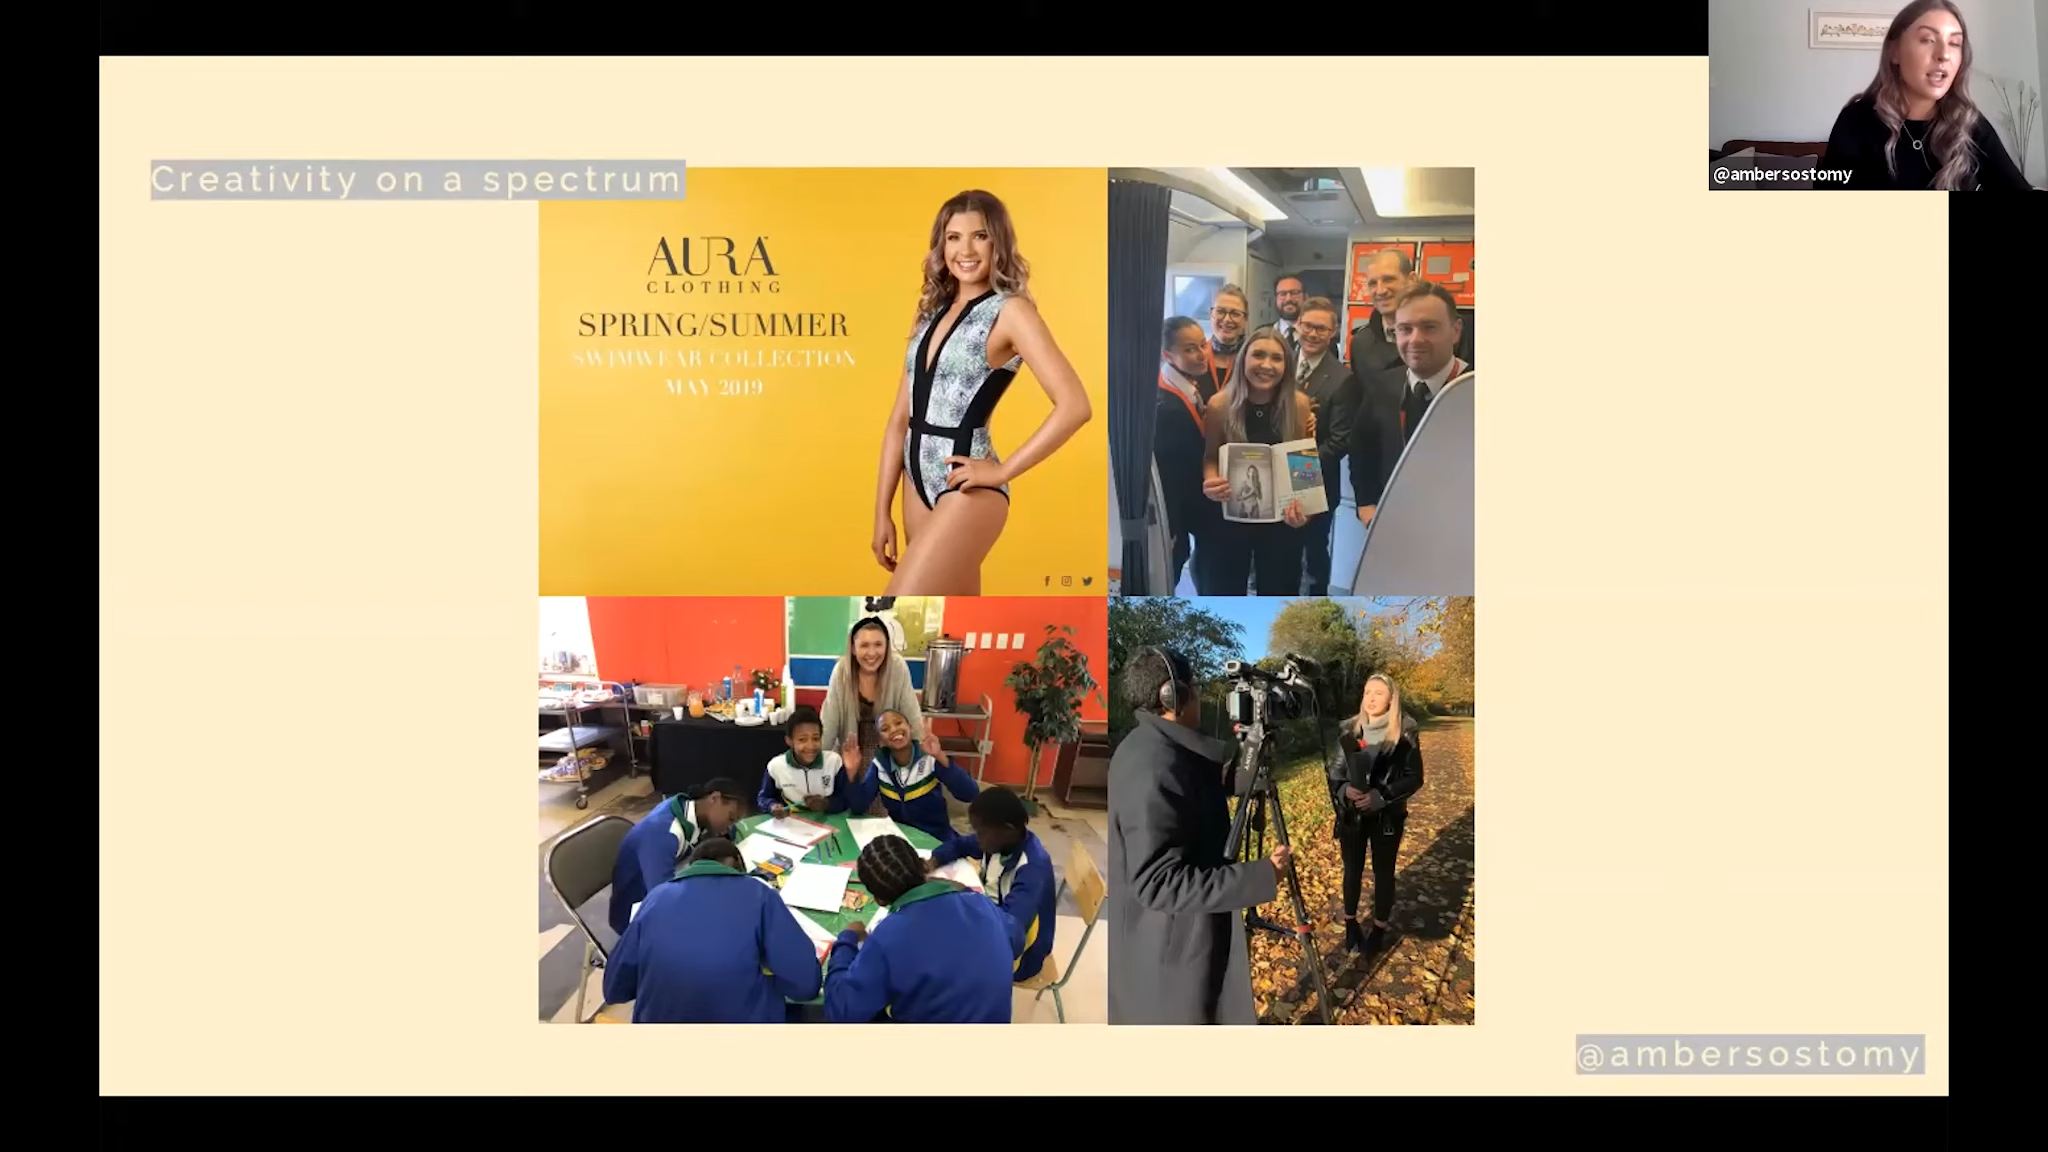 Creativity on a spectrum
AURA
CLOTHING
SPRING/SUMMER
SWIMWEAR COLLECTION
MAY 2019
@ambersostomy
@ambersostomy